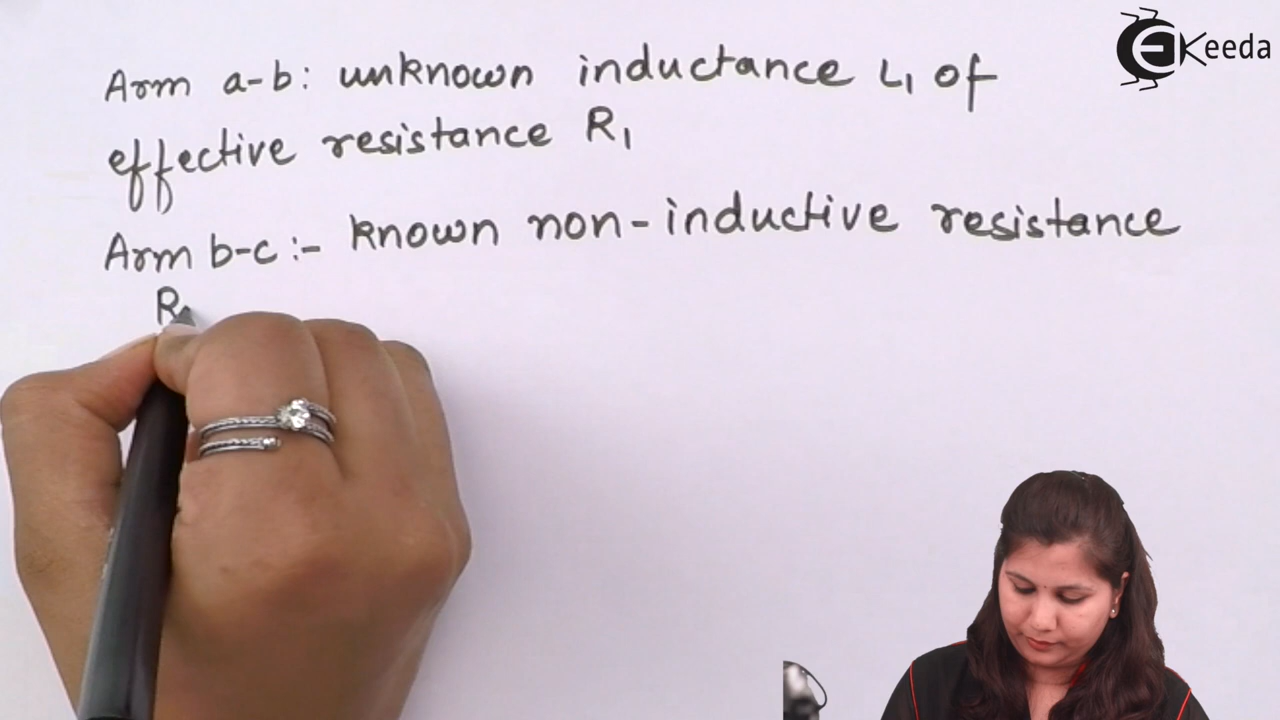 EKeeda
Arm a-b: unknown inductance L1 of
effective resistance R1
Arm b-c :- known non-inductive resistance
R